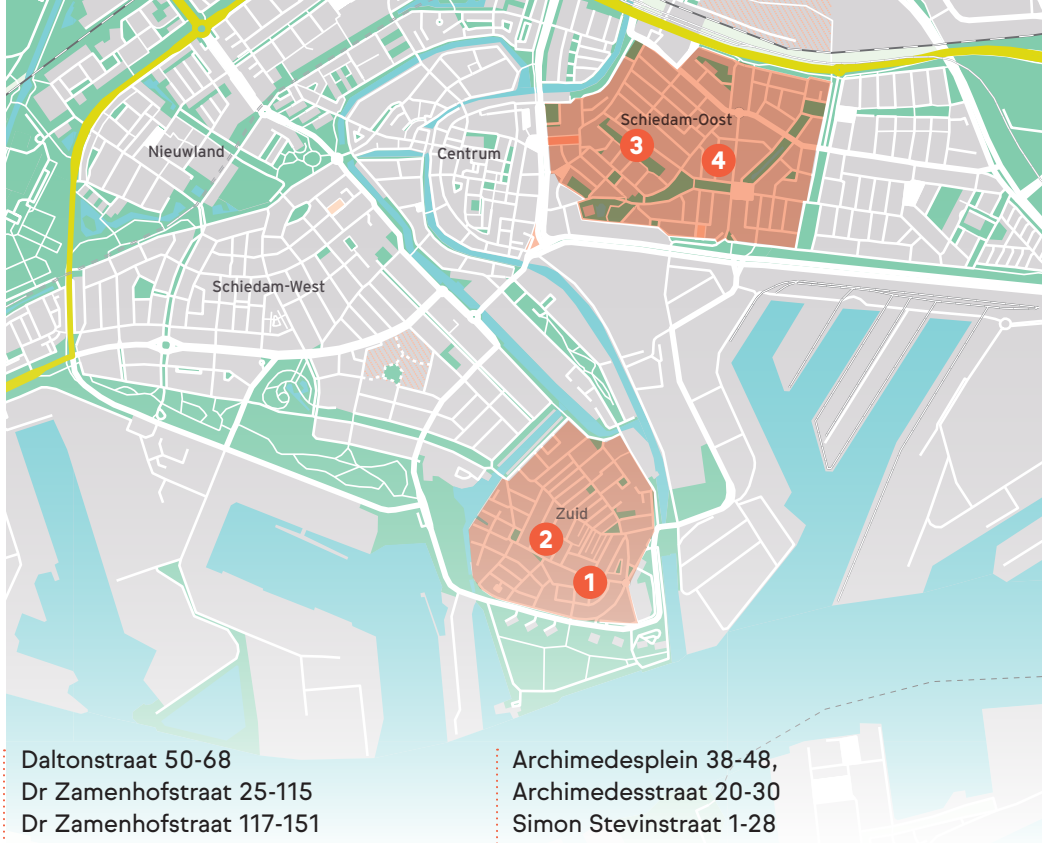 Schiedam-Oost
3
4
Nieuwland
Centrum
Schiedam-West
Zuid
2
1
Daltonstraat 50-68
Dr Zamenhofstraat 25-115
Dr Zamenhofstraat 117-151
Archimedesplein 38-48,
Archimedesstraat 20-30
Simon Stevinstraat 1-28